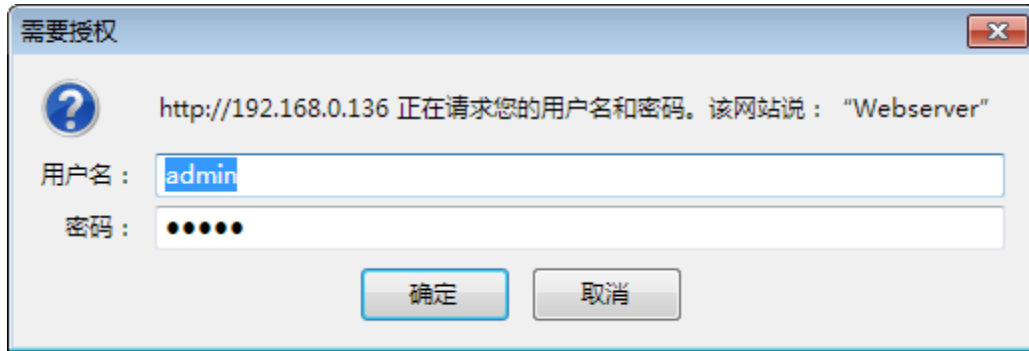 需要授权
http://192.168.0.136 正在请求您的用户名和密码。该网站说： “Webserver”
用户名： admin
密码： •••••
确定 取消